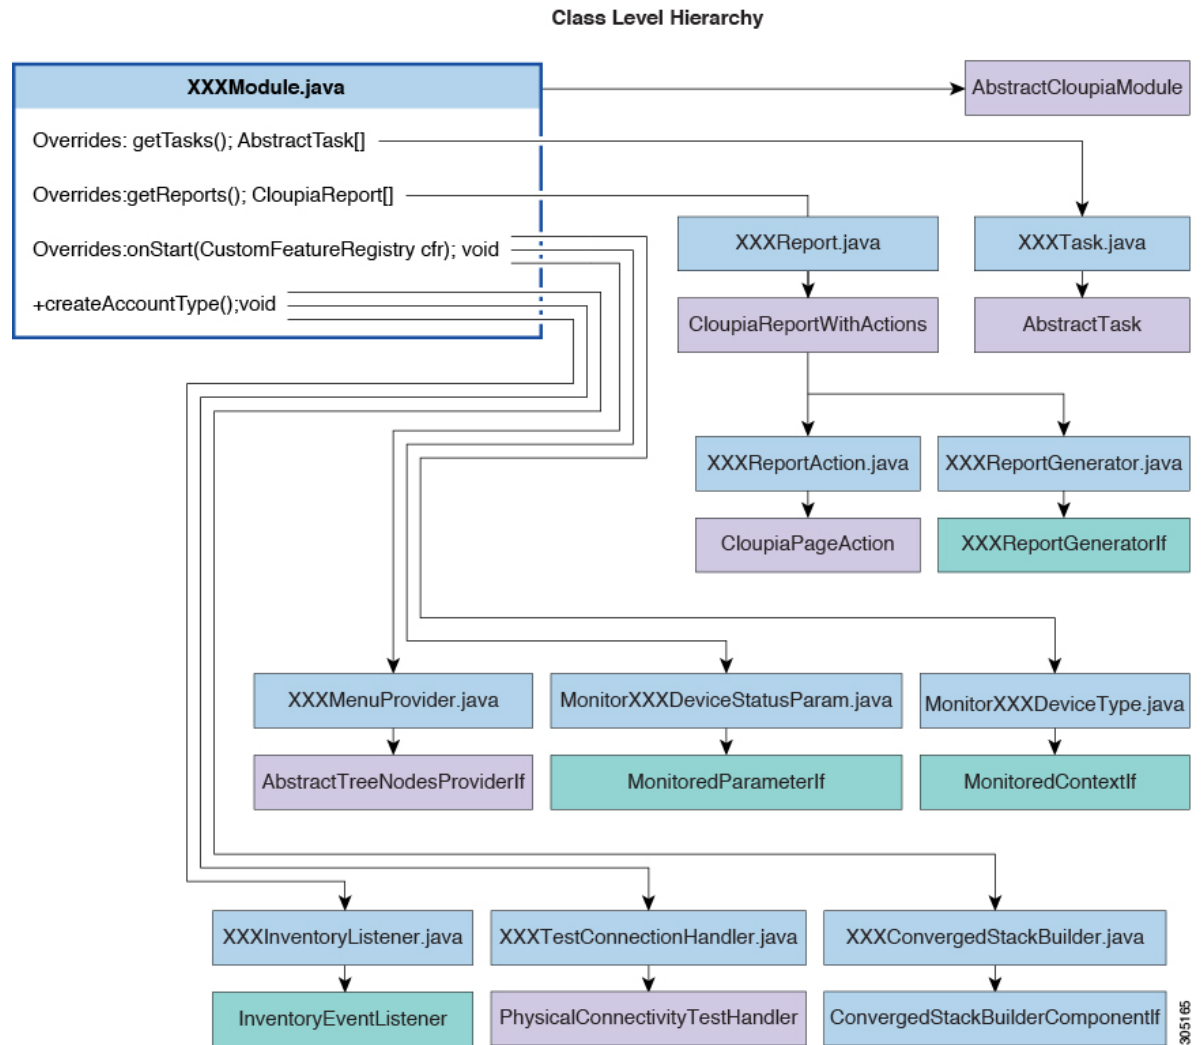 Class Level Hierarchy
XXXModule.java
AbstractCloupiaModule
Overrides: getTasks(); AbstractTask[]
Overrides:getReports(); CloupiaReport[]
Overrides:onStart(CustomFeatureRegistry cfr); void
+createAccountType();void
XXXReport.java
XXXTask.java
CloupiaReportWithActions
AbstractTask
XXXReportAction.java
XXXReportGenerator.java
CloupiaPageAction
XXXReportGeneratorIf
XXXMenuProvider.java
MonitorXXXDeviceStatusParam.java
MonitorXXXDeviceType.java
AbstractTreeNodesProviderIf
MonitoredParameterIf
MonitoredContextIf
XXXInventoryListener.java
XXXTestConnectionHandler.java
XXXConvergedStackBuilder.java
InventoryEventListener
PhysicalConnectivityTestHandler
ConvergedStackBuilderComponentIf
305165